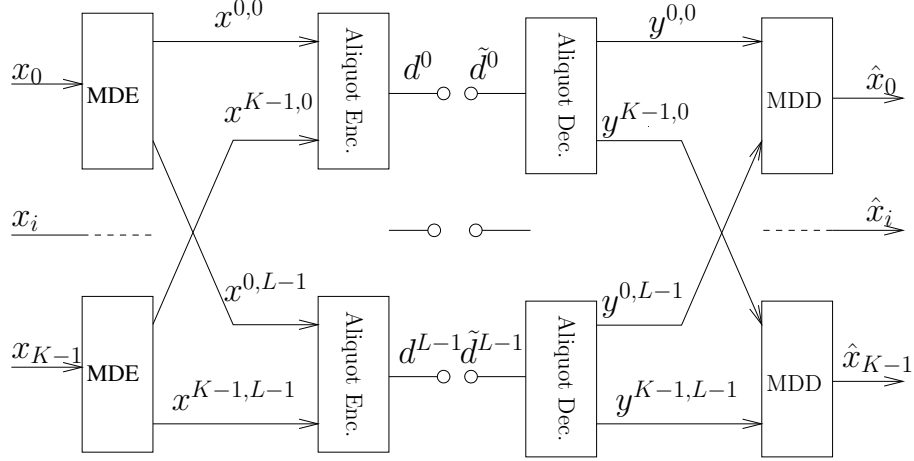 x^{0,0}
y^{0,0}
x_0
MDE
Aliquot Enc.
d^0
\tilde{d}^0
Aliquot Dec.
MDD
\hat{x}_0
x^{K-1,0}
y^{K-1,0}
x_i
\hat{x}_i
x^{0,L-1}
y^{0,L-1}
x_{K-1}
MDE
Aliquot Enc.
d^{L-1}
\tilde{d}^{L-1}
Aliquot Dec.
MDD
\hat{x}_{K-1}
x^{K-1,L-1}
y^{K-1,L-1}